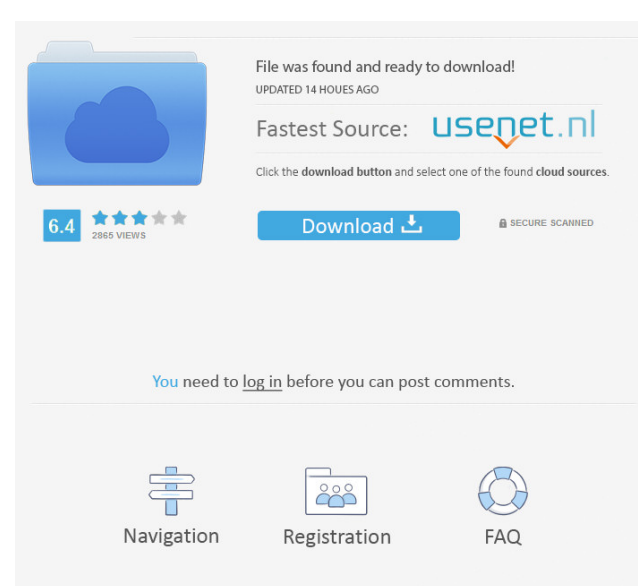 File was found and ready to download!
UPDATED 14 HOUES AGO
Fastest Source: usenet.nl
Click the download button and select one of the found cloud sources.
6.4
2865 VIEWS
Download
SECURE SCANNED
You need to log in before you can post comments.
Navigation
Registration
FAQ